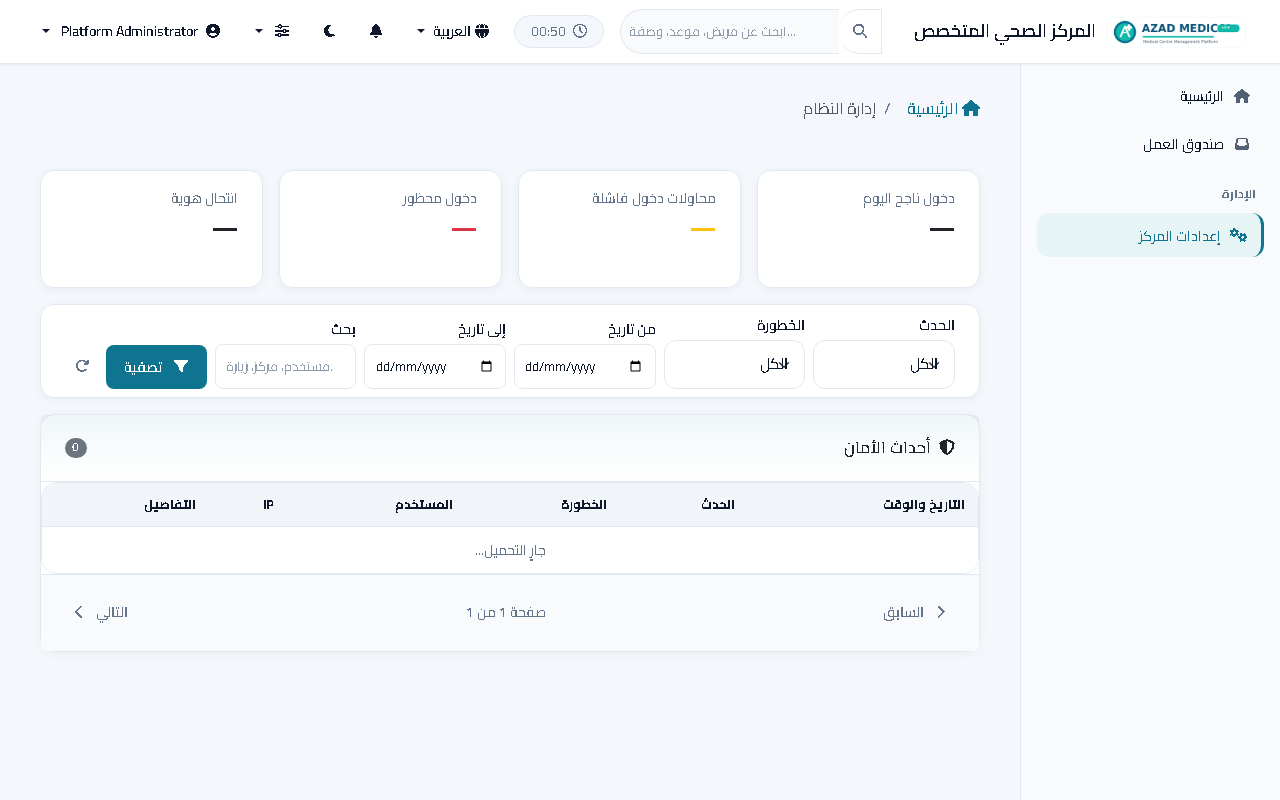 AZAD MEDIC
Medical Centre Management Platform
المركز الصحي المتخصص
ابحث عن مريض، موعد، وصفة...
00:50
العربية
Platform Administrator
الرئيسية
صندوق العمل
الإدارة
إعدادات المركز
الرئيسية / إدارة النظام
دخول ناجح اليوم
—
محاولات دخول فاشلة
—
دخول محظور
—
انتحال هوية
—
الحدث
الكل
الخطورة
الكل
من تاريخ
dd/mm/yyyy
إلى تاريخ
dd/mm/yyyy
بحث
مستخدم، مركز، زيارة
تصفية
أحداث الأمان
0
التاريخ والوقت الحدث الخطورة المستخدم IP التفاصيل
جارٍ التحميل...
السابق
صفحة 1 من 1
التالي